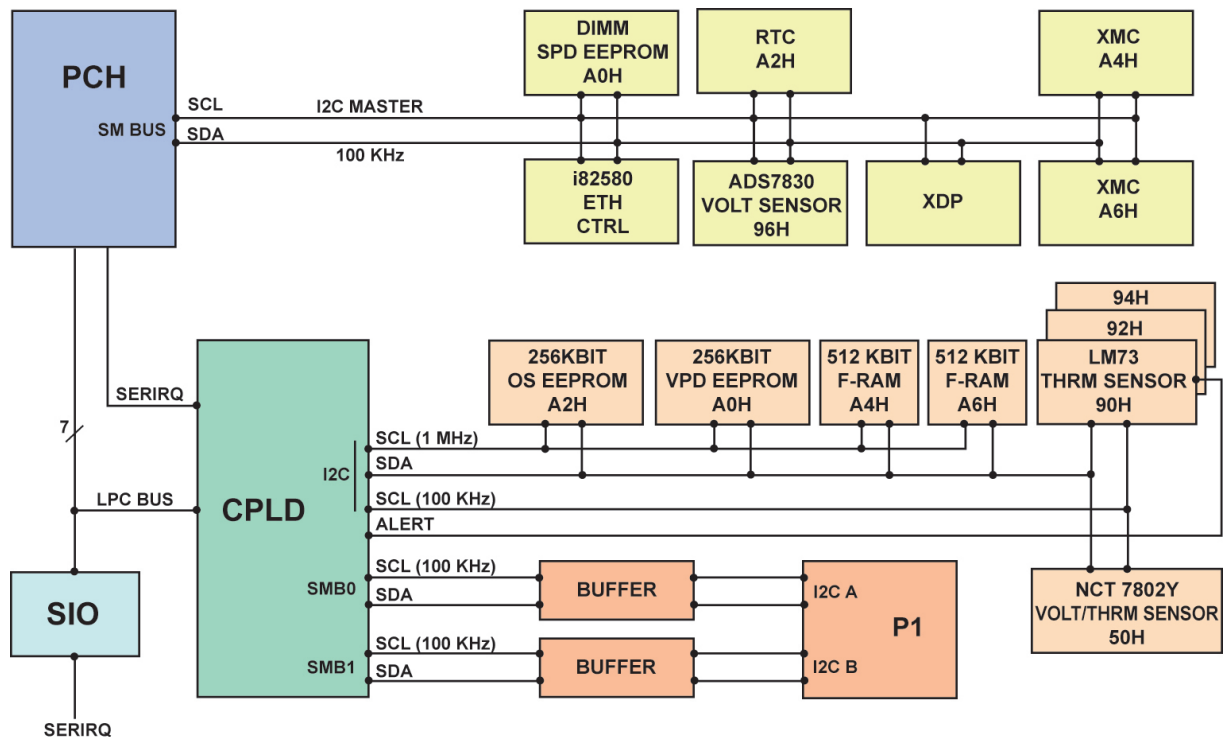 PCH
SM BUS
SCL
I2C MASTER
SDA
100 KHz
DIMM
SPD EEPROM
A0H
RTC
A2H
XMC
A4H
i82580
ETH
CTRL
ADS7830
VOLT SENSOR
96H
XDP
XMC
A6H
SERIRQ
7
LPC BUS
SIO
SERIRQ
CPLD
I2C
SMB0
SMB1
256KBIT
OS EEPROM
A2H
256KBIT
VPD EEPROM
A0H
512 KBIT
F-RAM
A4H
512 KBIT
F-RAM
A6H
94H
92H
LM73
THRM SENSOR
90H
SCL (1 MHz)
SDA
SCL (100 KHz)
ALERT
SCL (100 KHz)
SDA
BUFFER
I2C A
P1
SCL (100 KHz)
SDA
BUFFER
I2C B
NCT 7802Y
VOLT/THRM SENSOR
50H